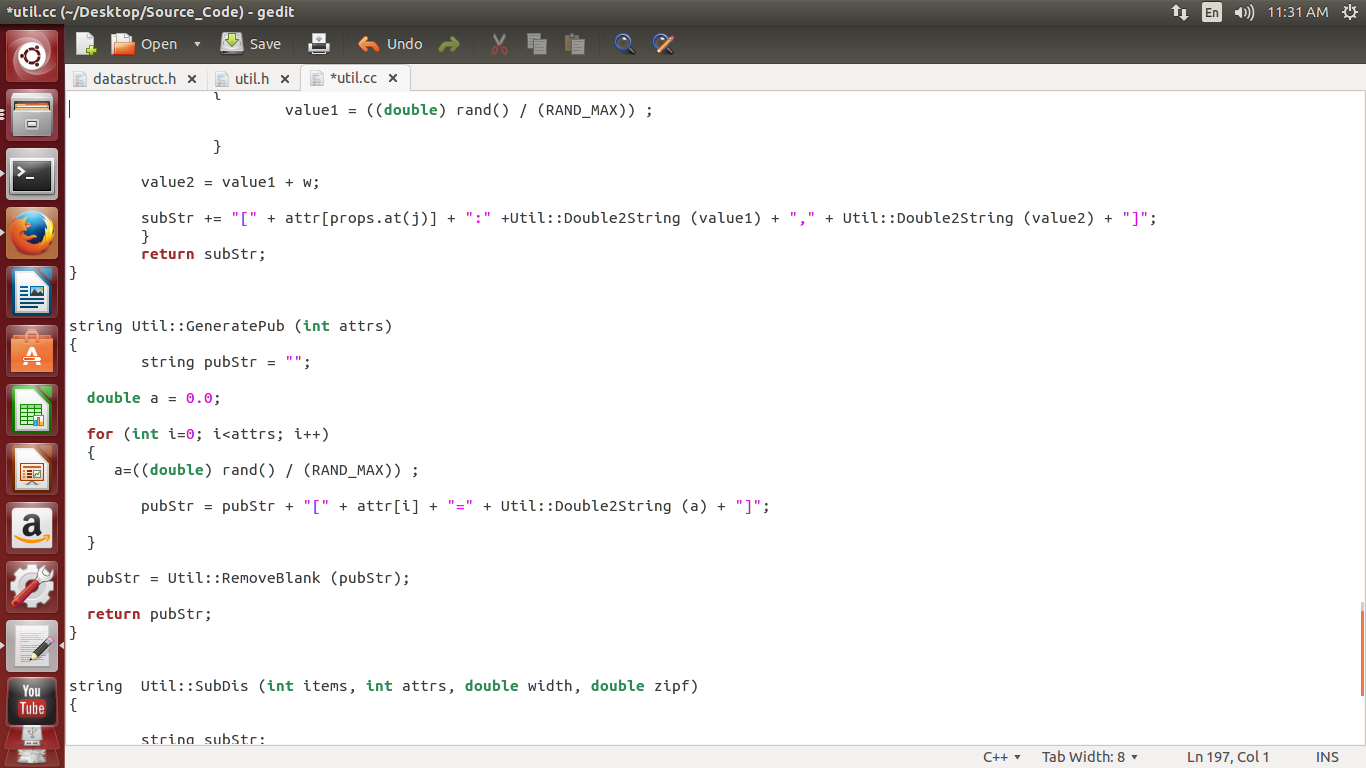 *util.cc (~/Desktop/Source_Code) - gedit
En
11:31 AM
Open
Save
Undo
datastruct.h
util.h
*util.cc
{
value1 = ((double) rand() / (RAND_MAX)) ;
}
value2 = value1 + w;
subStr += "[" + attr[props.at(j)] + ":" +Util::Double2String (value1) + "," + Util::Double2String (value2) + "]";
}
return subStr;
}
string Util::GeneratePub (int attrs)
{
string pubStr = "";
double a = 0.0;
for (int i=0; i<attrs; i++)
{
a=((double) rand() / (RAND_MAX)) ;
pubStr = pubStr + "[" + attr[i] + "=" + Util::Double2String (a) + "]";
}
pubStr = Util::RemoveBlank (pubStr);
return pubStr;
}
string  Util::SubDis (int items, int attrs, double width, double zipf)
{
string subStr;
>_
A
a
You
Tube
C++
Tab Width: 8
Ln 197, Col 1
INS